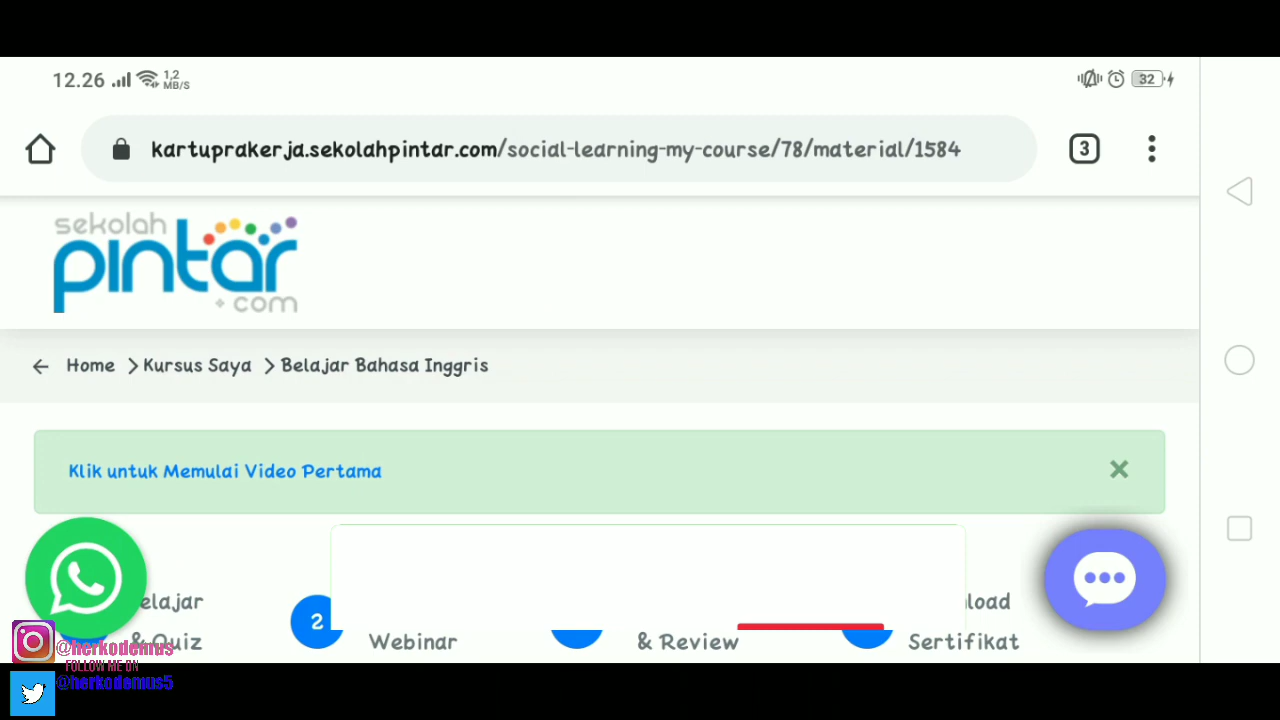 12.26
1,2
MB/S
32
kartuprakerja.sekolahpintar.com/social-learning-my-course/78/material/1584
3
sekolah
pintar
.com
Home
Kursus Saya
Belajar Bahasa Inggris
Klik untuk Memulai Video Pertama
×
elajar
& Quiz
2
Webinar
& Review
load
Sertifikat
@herkodemus
FOLLOW ME ON
@herkodemus5